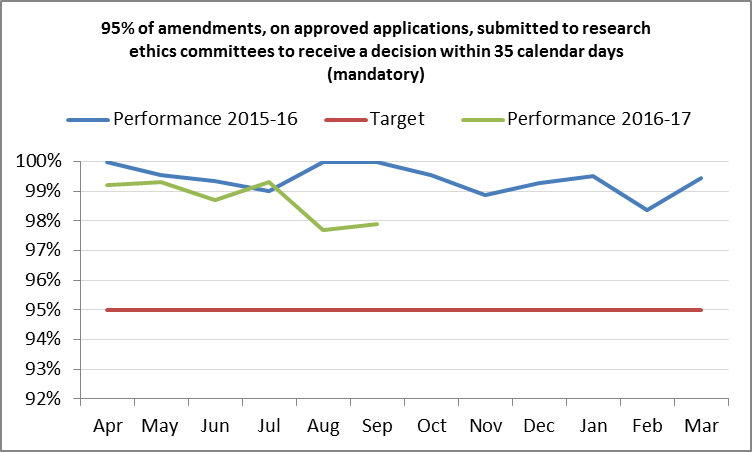 95% of amendments, on approved applications, submitted to research
ethics committees to receive a decision within 35 calendar days
(mandatory)
Performance 2015-16 Target Performance 2016-17
100%
99%
98%
97%
96%
95%
94%
93%
92%
Apr May Jun Jul Aug Sep Oct Nov Dec Jan Feb Mar